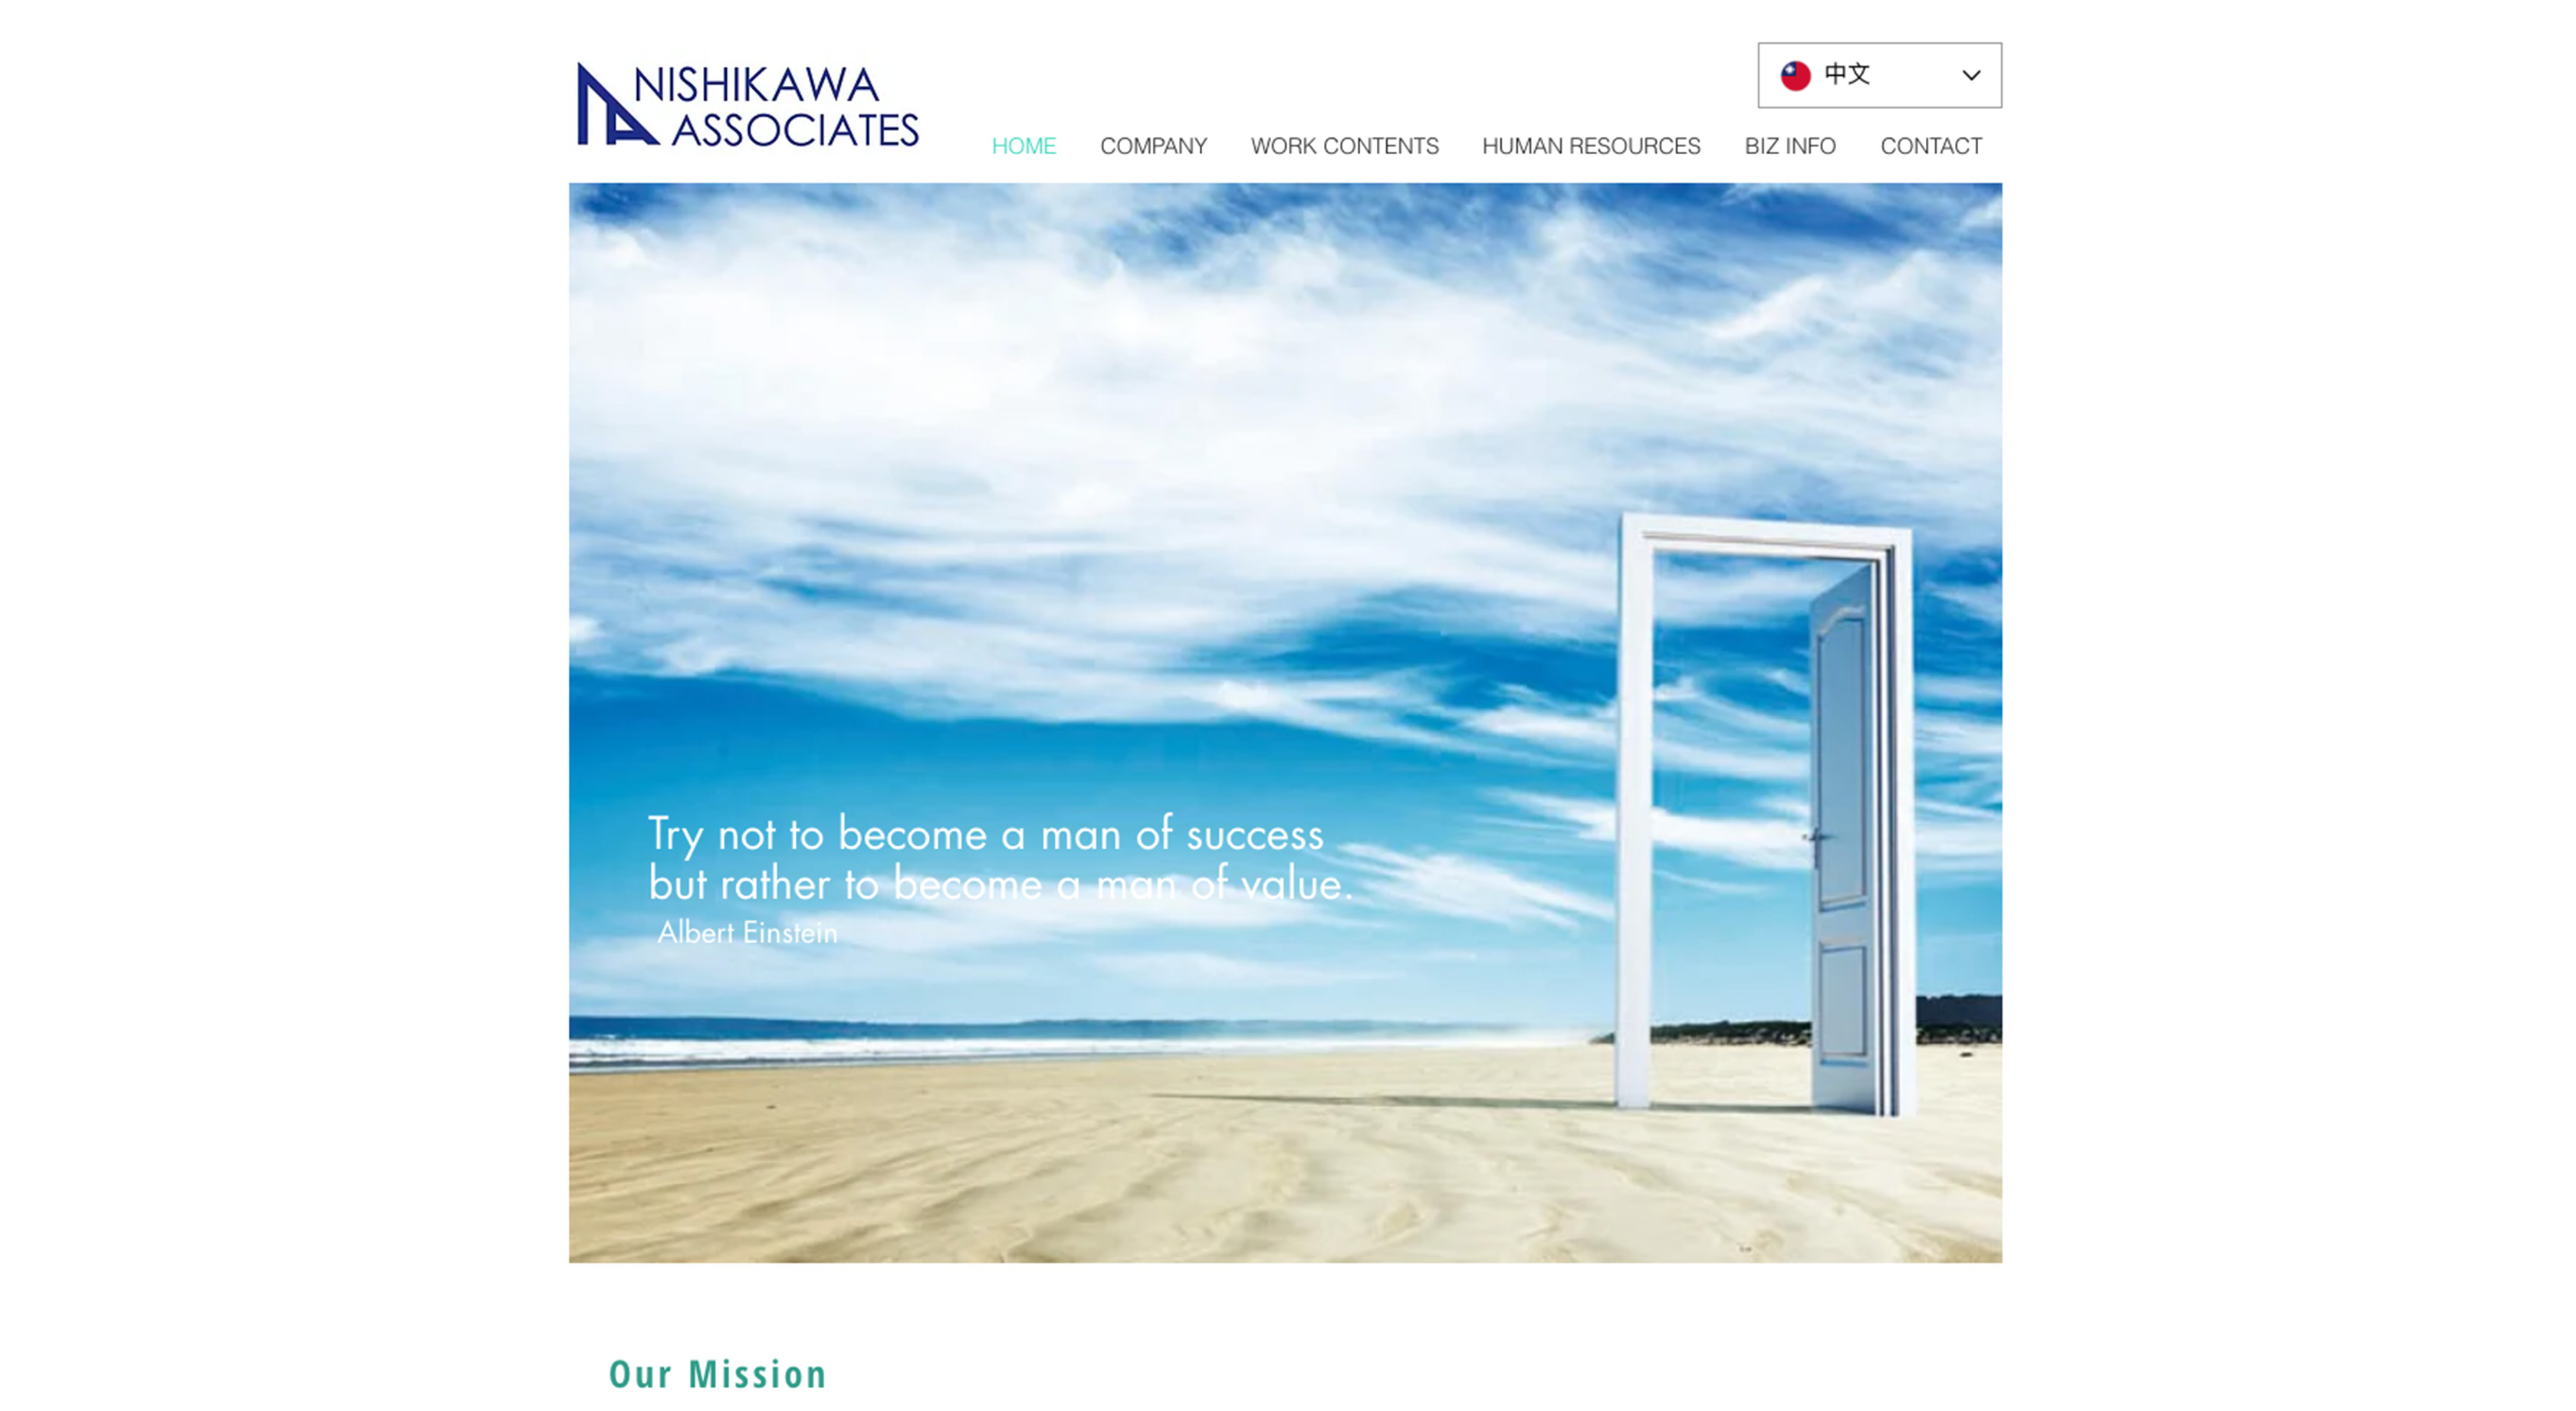 NISHIKAWA
ASSOCIATES
中文
HOME COMPANY WORK CONTENTS HUMAN RESOURCES BIZ INFO CONTACT
Try not to become a man of success
but rather to become a man of value.
Albert Einstein
Our Mission